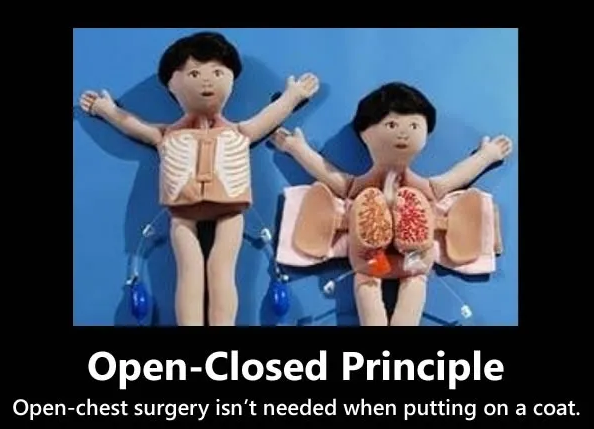 Open-Closed Principle
Open-chest surgery isn't needed when putting on a coat.